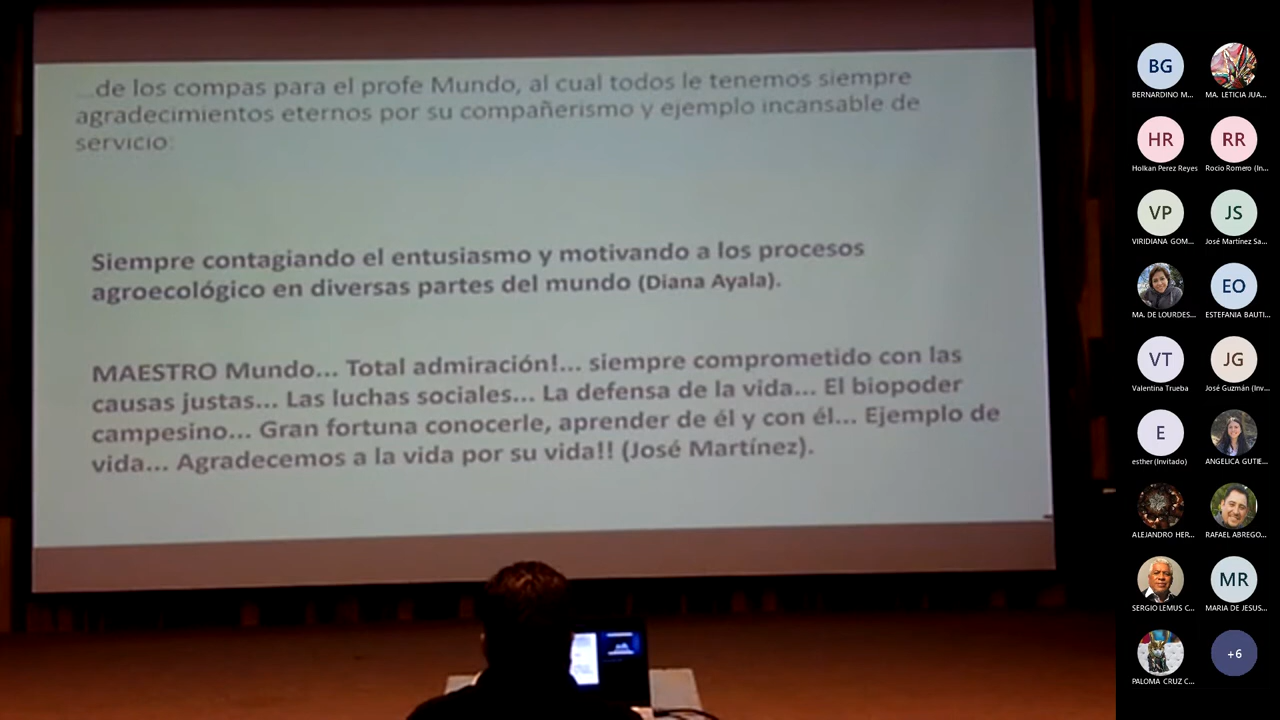 ...de los compas para el profe Mundo, al cual todos le tenemos siempre
agradecimientos eternos por su compañerismo y ejemplo incansable de
servicio:
Siempre contagiando el entusiasmo y motivando a los procesos
agroecológico en diversas partes del mundo (Diana Ayala).
MAESTRO Mundo... Total admiración!... siempre comprometido con las
causas justas... Las luchas sociales... La defensa de la vida... El biopoder
campesino... Gran fortuna conocerle, aprender de él y con él... Ejemplo de
vida... Agradecemos a la vida por su vida!! (José Martínez).
BG
BERNARDINO M...
MA. LETICIA JUA...
HR
Holkan Perez Reyes
RR
Rocio Romero (In...
VP
VIRIDIANA GOM...
JS
José Martínez Sa...
MA. DE LOURDES...
EO
ESTEFANIA BAUTI...
VT
Valentina Trueba
JG
José Guzmán (Inv...
E
esther (Invitado)
ANGELICA GUTIE...
ALEJANDRO HER...
RAFAEL ABREGO...
SERGIO LEMUS C...
MR
MARIA DE JESUS...
PALOMA CRUZ C...
+6